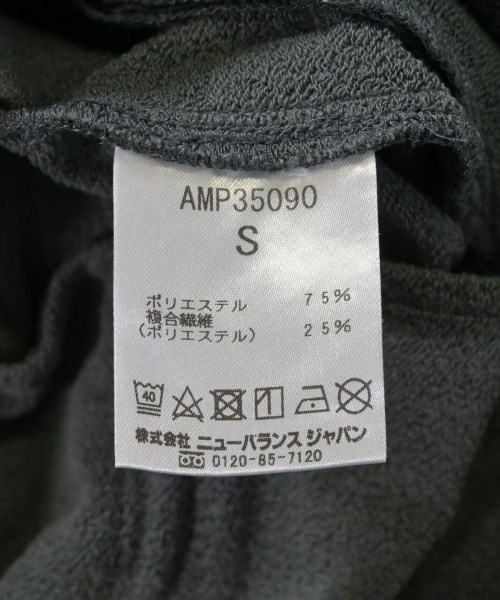 AMP35090
S
ポリエステル 75%
複合繊維
(ポリエステル) 25%
40
株式会社 ニューバランス ジャパン
0120-85-7120